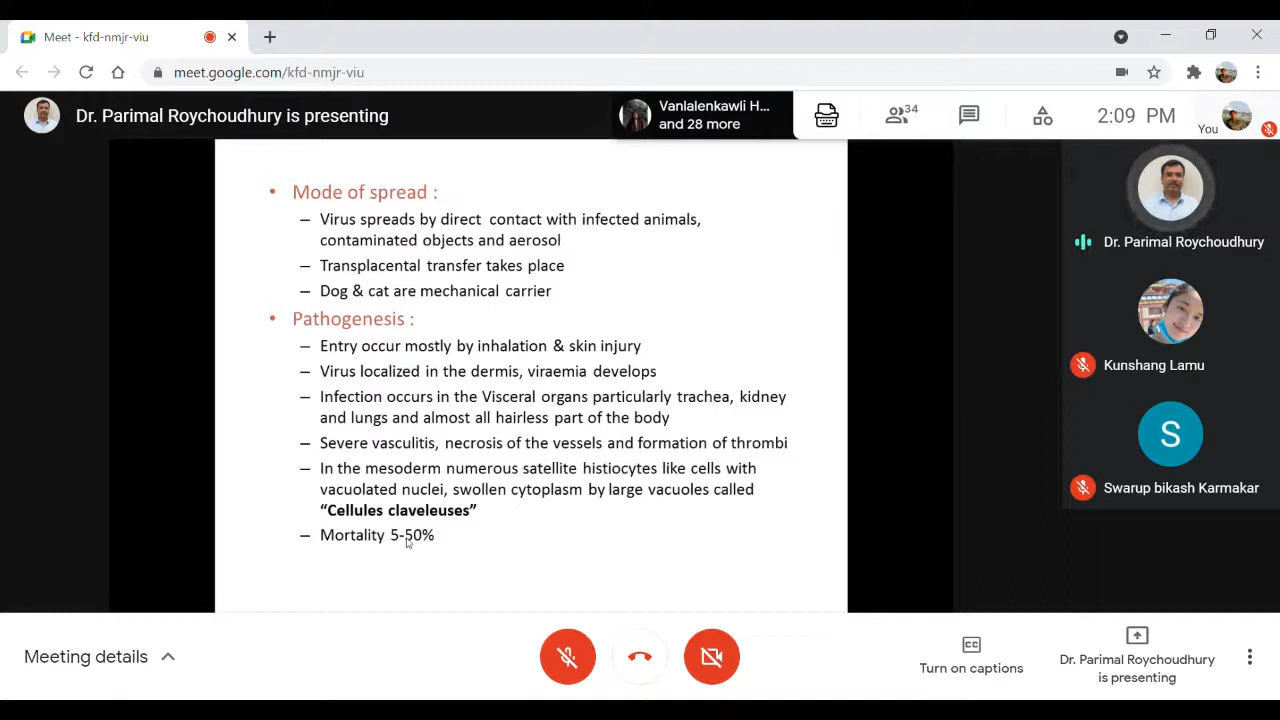 Meet - kfd-nmjr-viu
meet.google.com/kfd-nmjr-viu
Dr. Parimal Roychoudhury is presenting
Vanlalenkawli H...
and 28 more
34
2:09 PM
You
• Mode of spread :
– Virus spreads by direct contact with infected animals,
contaminated objects and aerosol
– Transplacental transfer takes place
– Dog & cat are mechanical carrier
• Pathogenesis :
– Entry occur mostly by inhalation & skin injury
– Virus localized in the dermis, viraemia develops
– Infection occurs in the Visceral organs particularly trachea, kidney
and lungs and almost all hairless part of the body
– Severe vasculitis, necrosis of the vessels and formation of thrombi
– In the mesoderm numerous satellite histiocytes like cells with
vacuolated nuclei, swollen cytoplasm by large vacuoles called
“Cellules claveleuses”
– Mortality 5-50%
Dr. Parimal Roychoudhury
Kunshang Lamu
S
Swarup bikash Karmakar
Meeting details
CC
Turn on captions
Dr. Parimal Roychoudhury
is presenting